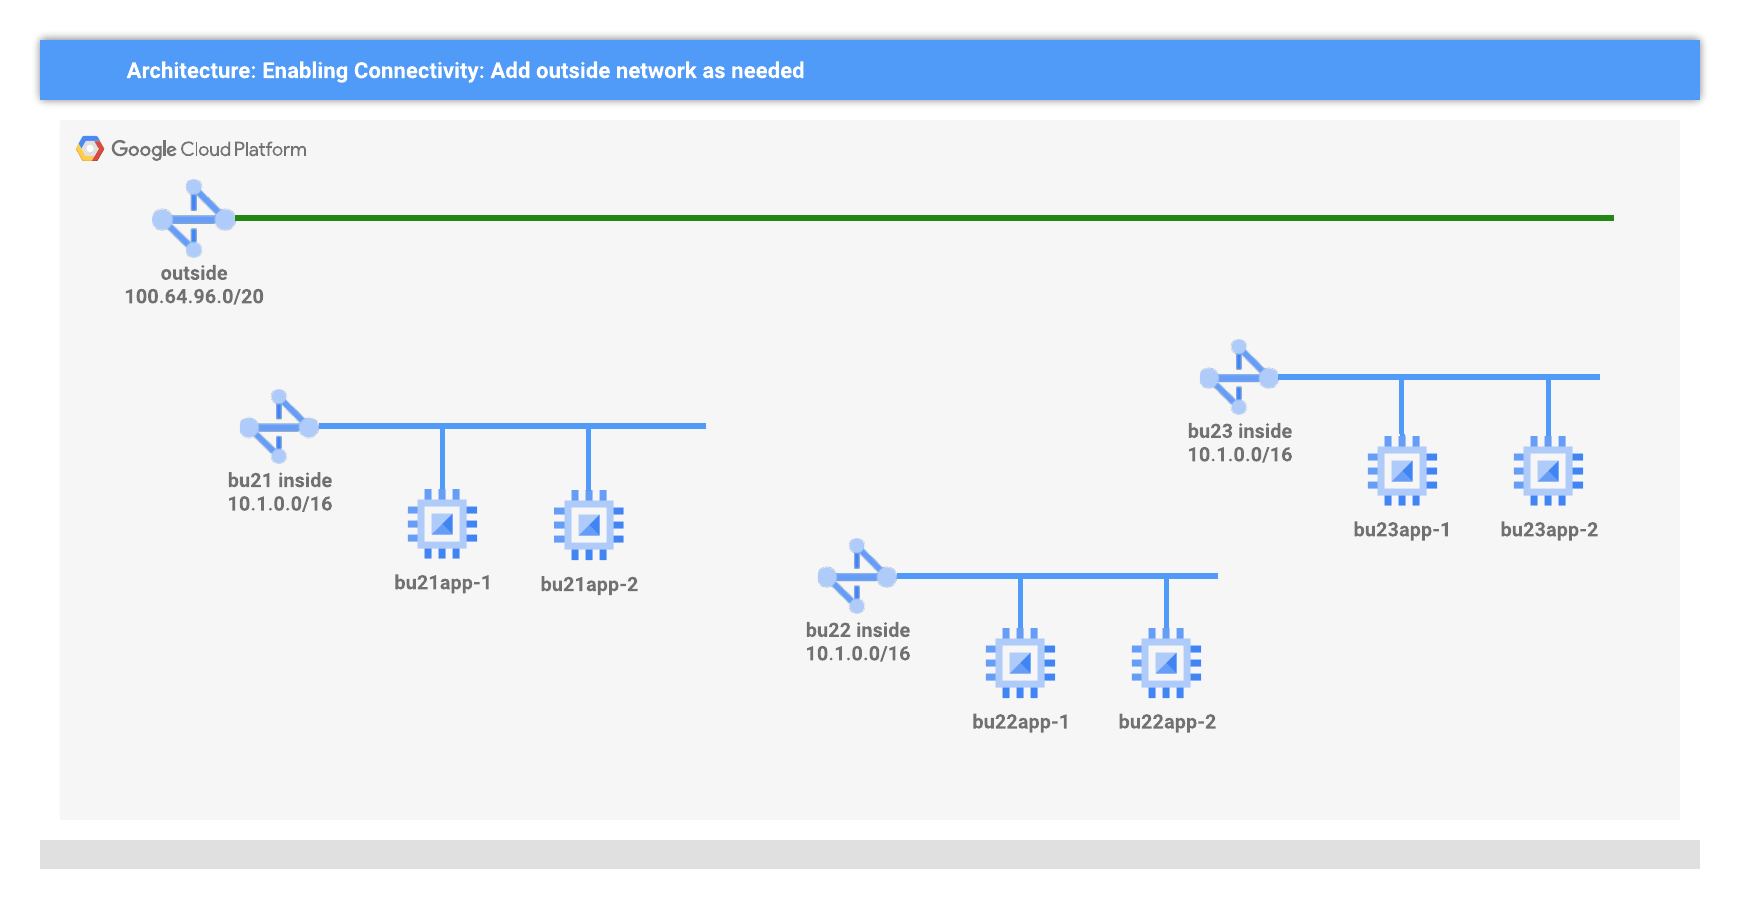 Architecture: Enabling Connectivity: Add outside network as needed
Google Cloud Platform
outside
100.64.96.0/20
bu21 inside
10.1.0.0/16
bu21app-1
bu21app-2
bu22 inside
10.1.0.0/16
bu22app-1
bu22app-2
bu23 inside
10.1.0.0/16
bu23app-1
bu23app-2